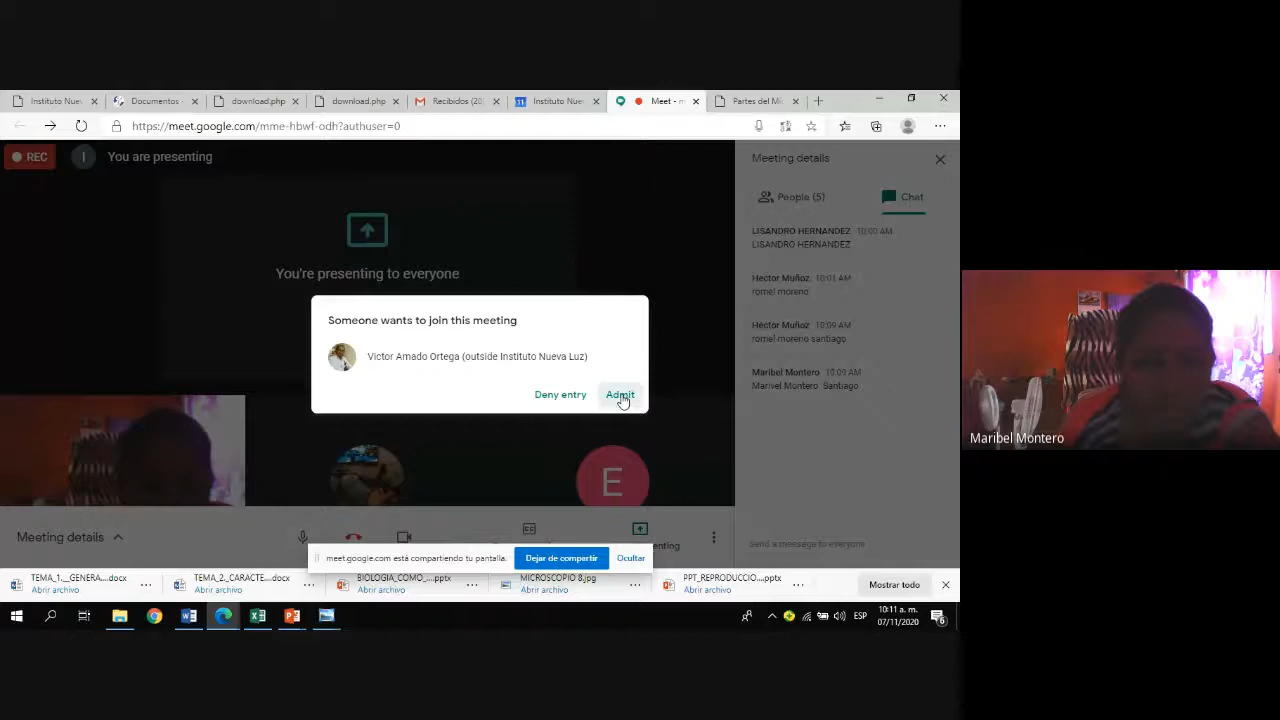 Instituto Nuev
Documentos -
download.php
download.php
Recibidos (28
Instituto Nuev
Meet - m
Partes del Mi
https://meet.google.com/mme-hbwf-odh?authuser=0
REC
I
You are presenting
Meeting details
People (5)
Chat
You're presenting to everyone
LISANDRO HERNANDEZ 10:00 AM
LISANDRO HERNANDEZ
Hector Muñoz 10:01 AM
romel moreno
Hector Muñoz 10:09 AM
romel moreno santiago
Maribel Montero 10:09 AM
Marivel Montero Santiago
Someone wants to join this meeting
Victor Amado Ortega (outside Instituto Nueva Luz)
Deny entry
Admit
E
Maribel Montero
Meeting details
enting
Send a message to everyone
meet.google.com está compartiendo tu pantalla.
Dejar de compartir
Ocultar
TEMA_1._GENERA....docx
Abrir archivo
TEMA_2._CARACTE....docx
Abrir archivo
BIOLOGIA_COMO_....pptx
Abrir archivo
MICROSCOPIO 8.jpg
Abrir archivo
PPT_REPRODUCCIO....pptx
Abrir archivo
Mostrar todo
ESP
10:11 a. m.
07/11/2020
6